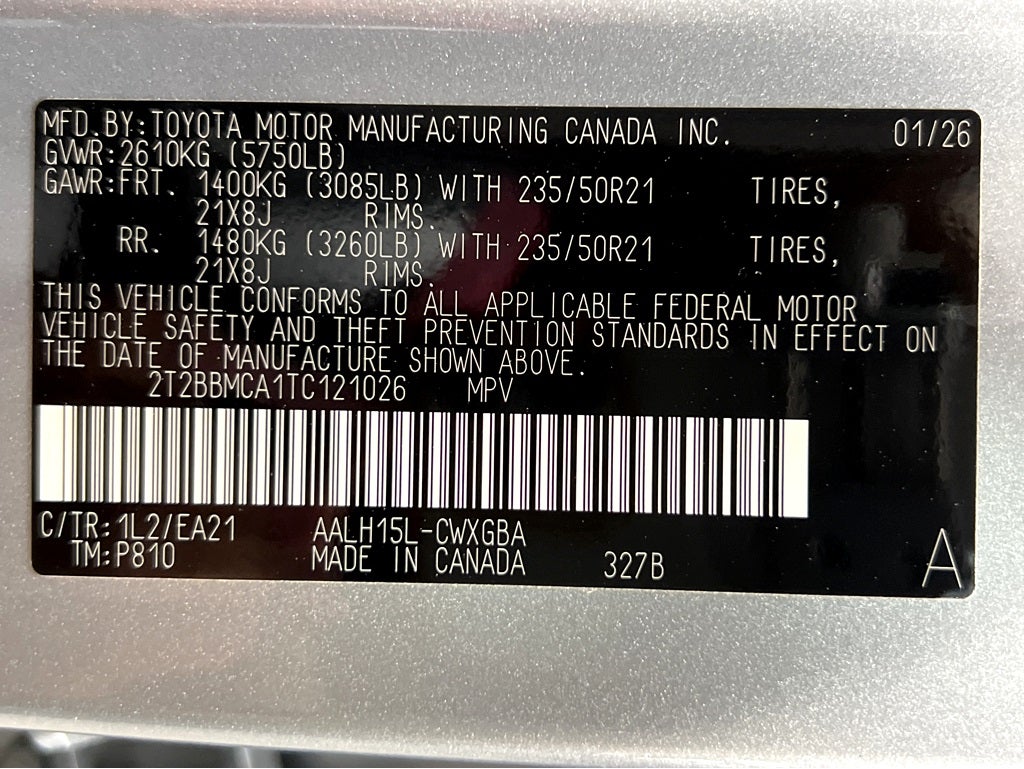 MFD.BY:TOYOTA MOTOR MANUFACTURING CANADA INC. 01/26
GVWR:2610KG (5750LB)
GAWR:FRT. 1400KG (3085LB) WITH 235/50R21 TIRES,
21X8J RIMS.
RR. 1480KG (3260LB) WITH 235/50R21 TIRES,
21X8J RIMS.
THIS VEHICLE CONFORMS TO ALL APPLICABLE FEDERAL MOTOR
VEHICLE SAFETY AND THEFT PREVENTION STANDARDS IN EFFECT ON
THE DATE OF MANUFACTURE SHOWN ABOVE.
2T2BBMCA1TC121026 MPV
C/TR:1L2/EA21 AALH15L-CWXGBA
TM:P810 MADE IN CANADA 327B A